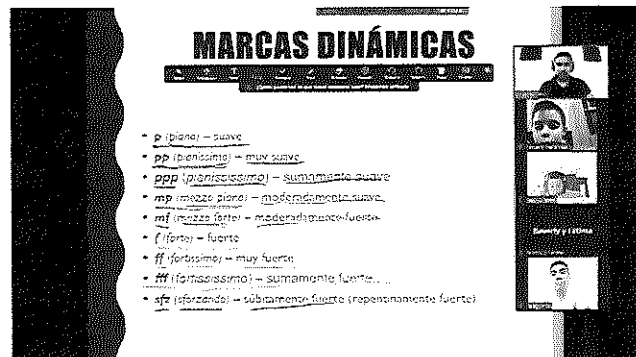 MARCAS DINÁMICAS
• p (piano) – suave
• pp (pianissimo) – muy suave
• ppp (pianississimo) – sumamente suave
• mp (mezzo piano) – moderadamente suave
• mf (mezzo forte) – moderadamente fuerte
• f (forte) – fuerte
• ff (fortissimo) – muy fuerte
• fff (fortississimo) – sumamente fuerte
• sfz (sforzando) – súbitamente fuerte (repentinamente fuerte)
Beverly y Fátima